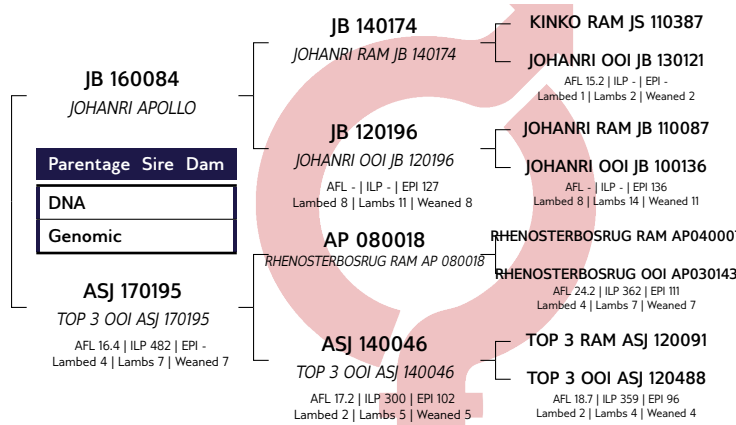 JB 160084
JOHANRI APOLLO
Parentage Sire Dam
DNA
Genomic
ASJ 170195
TOP 3 OOI ASJ 170195
AFL 16.4 | ILP 482 | EPI -
Lambed 4 | Lambs 7 | Weaned 7
JB 140174
JOHANRI RAM JB 140174
JB 120196
JOHANRI OOI JB 120196
AFL - | ILP - | EPI 127
Lambed 8 | Lambs 11 | Weaned 8
AP 080018
RHENOSTERBOSRUG RAM AP 080018
ASJ 140046
TOP 3 OOI ASJ 140046
AFL 17.2 | ILP 300 | EPI 102
Lambed 2 | Lambs 5 | Weaned 5
KINKO RAM JS 110387
JOHANRI OOI JB 130121
AFL 15.2 | ILP - | EPI -
Lambed 1 | Lambs 2 | Weaned 2
JOHANRI RAM JB 110087
JOHANRI OOI JB 100136
AFL - | ILP - | EPI 136
Lambed 8 | Lambs 14 | Weaned 11
RHENOSTERBOSRUG RAM
RHENOSTERBOSRUG OOI AP030143
AFL 24.2 | ILP 362 | EPI 111
Lambed 4 | Lambs 7 | Weaned 7
TOP 3 RAM ASJ 120091
TOP 3 OOI ASJ 120488
AFL 18.7 | ILP 359 | EPI 96
Lambed 2 | Lambs 4 | Weaned 4